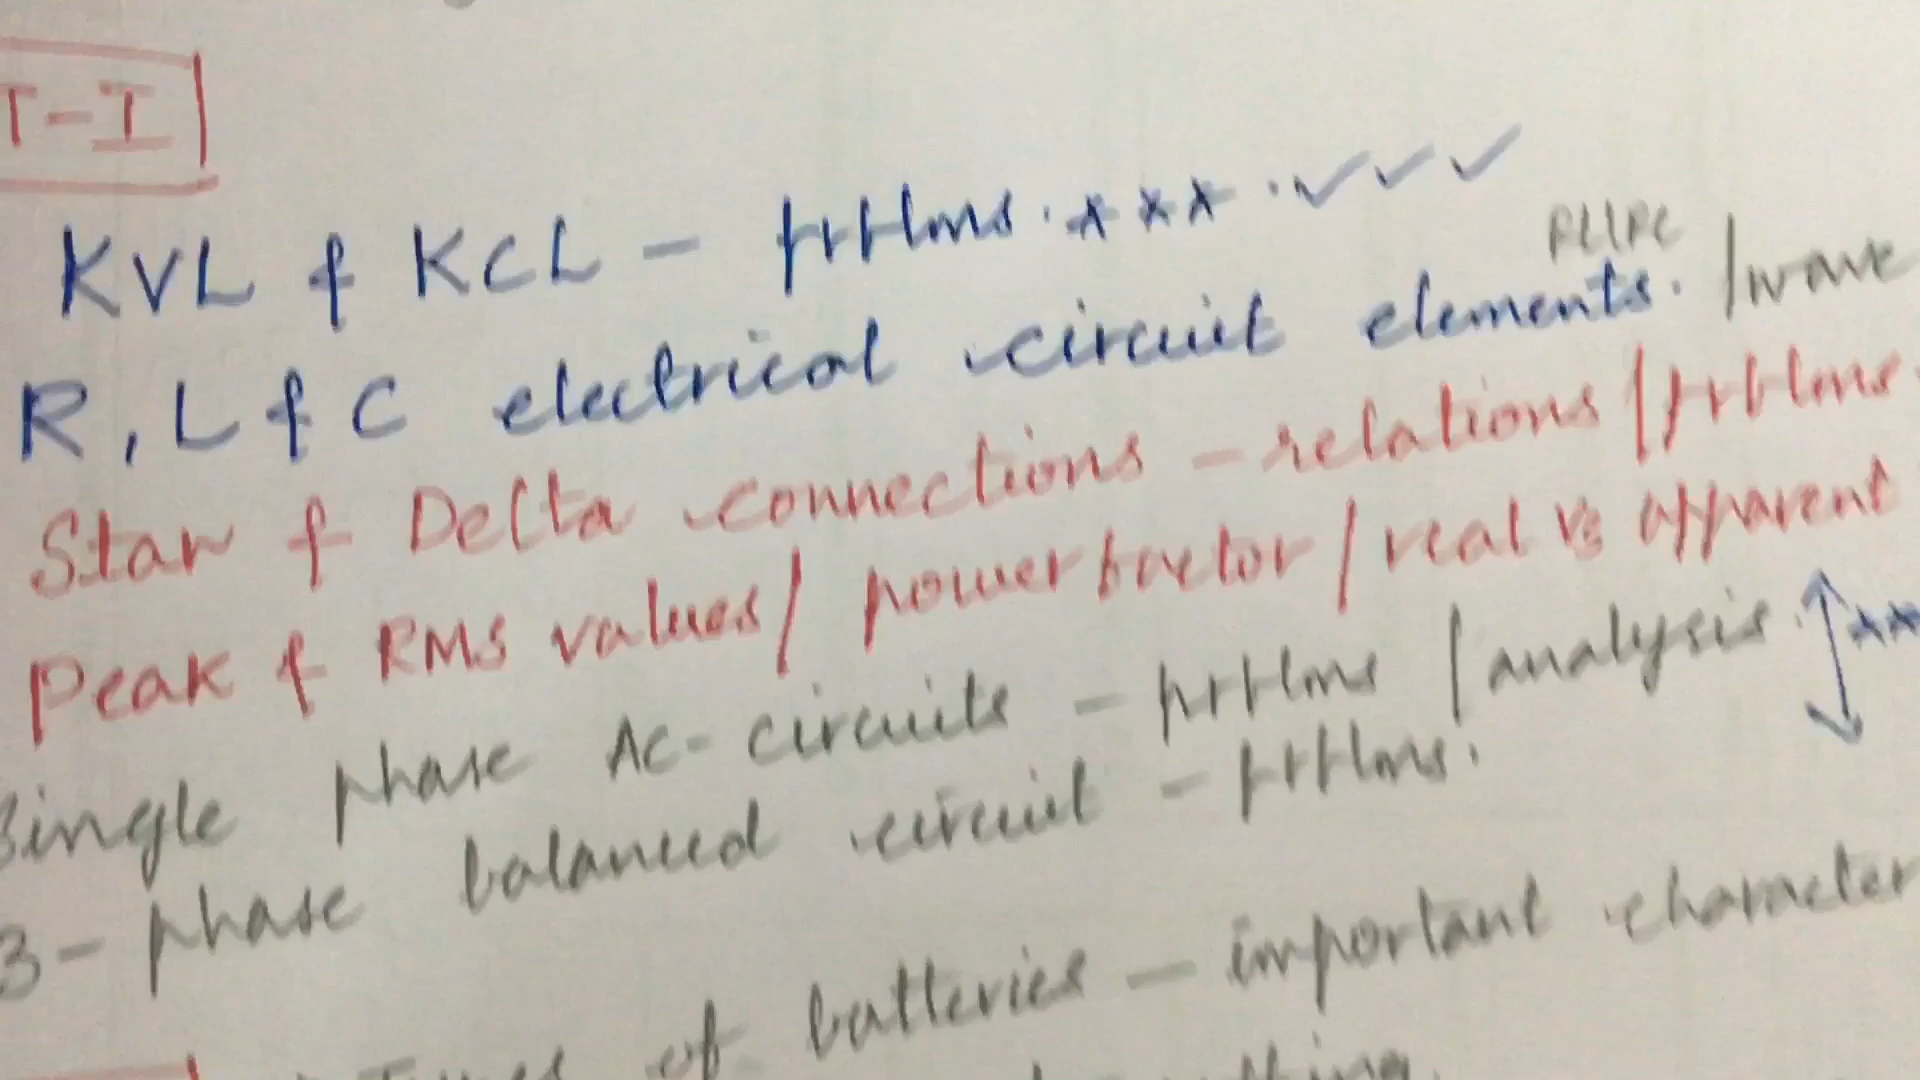 T-I
KVL & KCL - prblms. *** . ✓ ✓ ✓
R, L & C electrical circuit elements. / wave
Star & Delta connections - relations / prblms.
Peak & RMS values / power factor / real vs apparent
Single phase AC-circuits - prblms / analysis. **
3-phase balanced circuit - prblms.
Types of batteries - important character